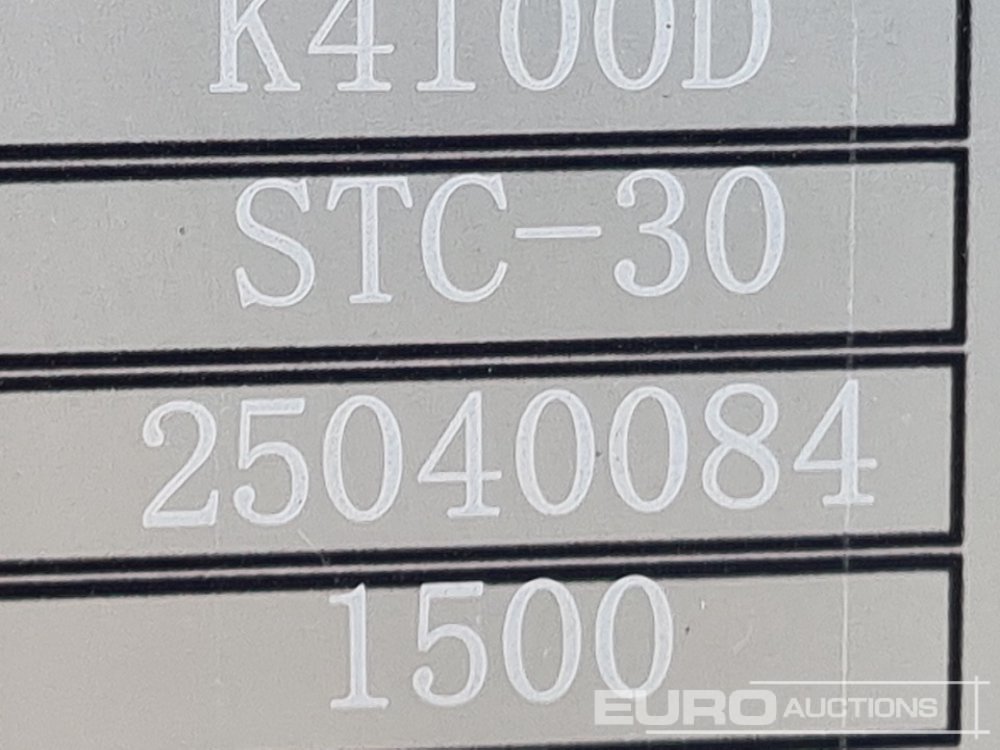 K4100D
STC-30
25040084
1500
EURO AUCTIONS